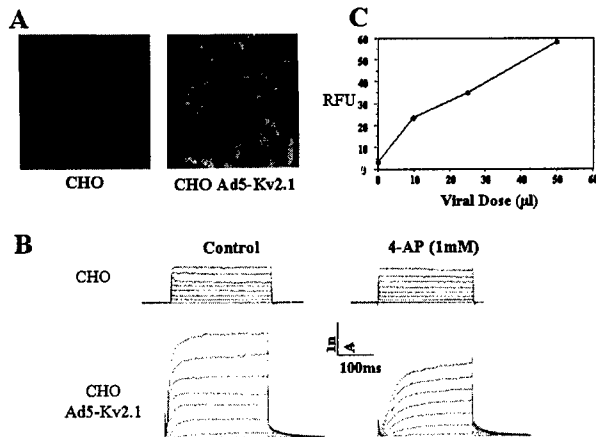 A
CHO
CHO Ad5-Kv2.1
C
60
50
40
RFU
30
20
10
0
0 10 20 30 40 50 60
Viral Dose (µl)
B
Control
4-AP (1mM)
CHO
1n
A
100ms
CHO
Ad5-Kv2.1